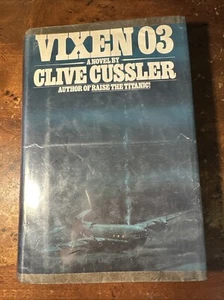 VIXEN 03
A NOVEL BY
CLIVE CUSSLER
AUTHOR OF RAISE THE TITANIC!